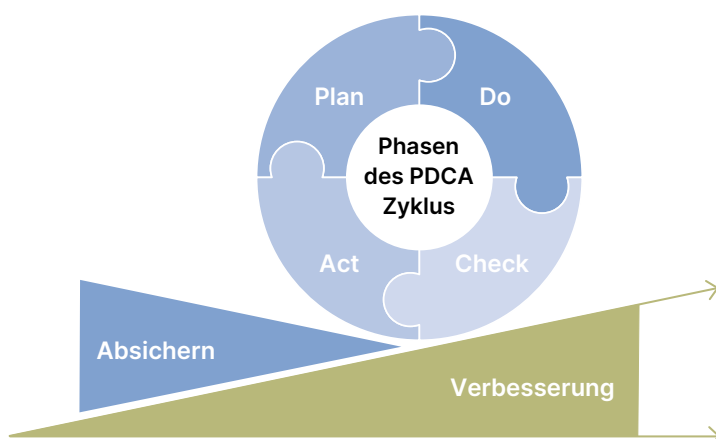 Plan
Do
Phasen
des PDCA
Zyklus
Act
Check
Absichern
Verbesserung